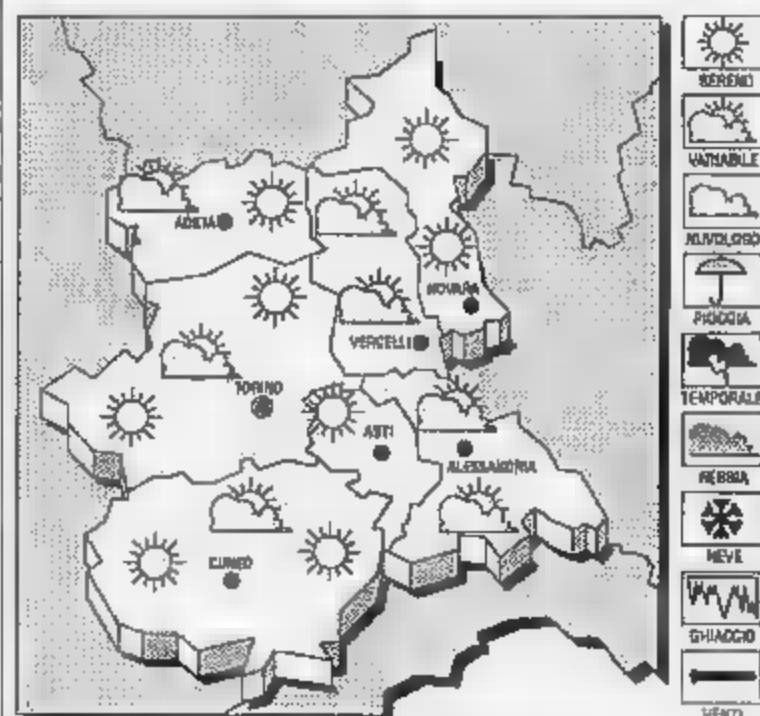 AOSTA
NOVARA
VERCELLI
TORINO
ASTI
ALESSANDRIA
CUNEO
SERENO
VARIABILE
NUVOLOSO
PIOGGIA
TEMPORALE
NEBBIA
NEVE
GHIACCIO
VENTO